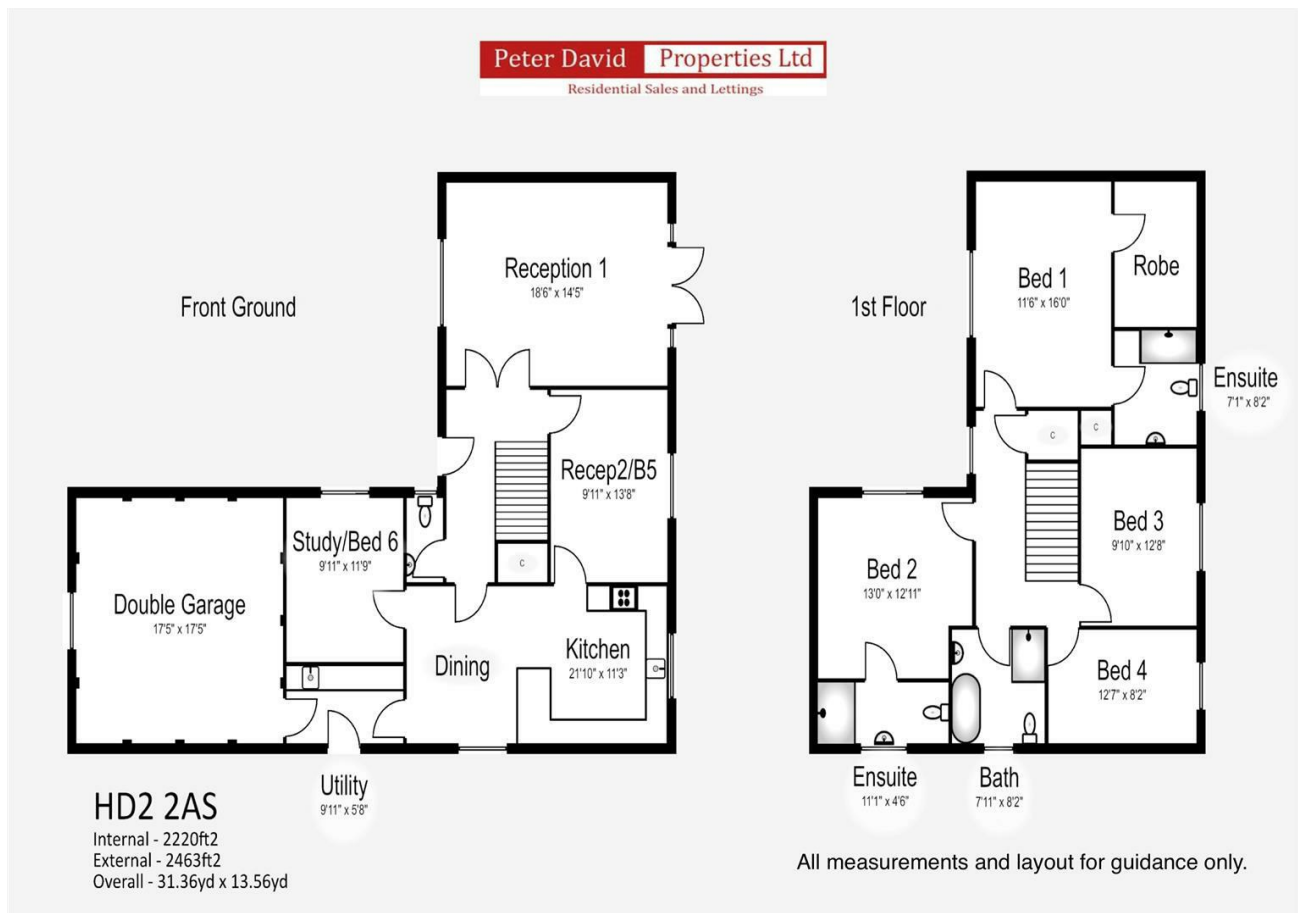 Peter David Properties Ltd
Residential Sales and Lettings
Front Ground
Reception 1
18'6" x 14'5"
Recep2/B5
9'11" x 13'8"
Study/Bed 6
9'11" x 11'9"
C
Double Garage
17'5" x 17'5"
Dining
Kitchen
21'10" x 11'3"
Utility
9'11" x 5'8"
1st Floor
Bed 1
11'6" x 16'0"
Robe
Ensuite
7'1" x 8'2"
C
C
Bed 2
13'0" x 12'11"
Bed 3
9'10" x 12'8"
Bed 4
12'7" x 8'2"
Ensuite
11'1" x 4'6"
Bath
7'11" x 8'2"
HD2 2AS
Internal - 2220ft2
External - 2463ft2
Overall - 31.36yd x 13.56yd
All measurements and layout for guidance only.